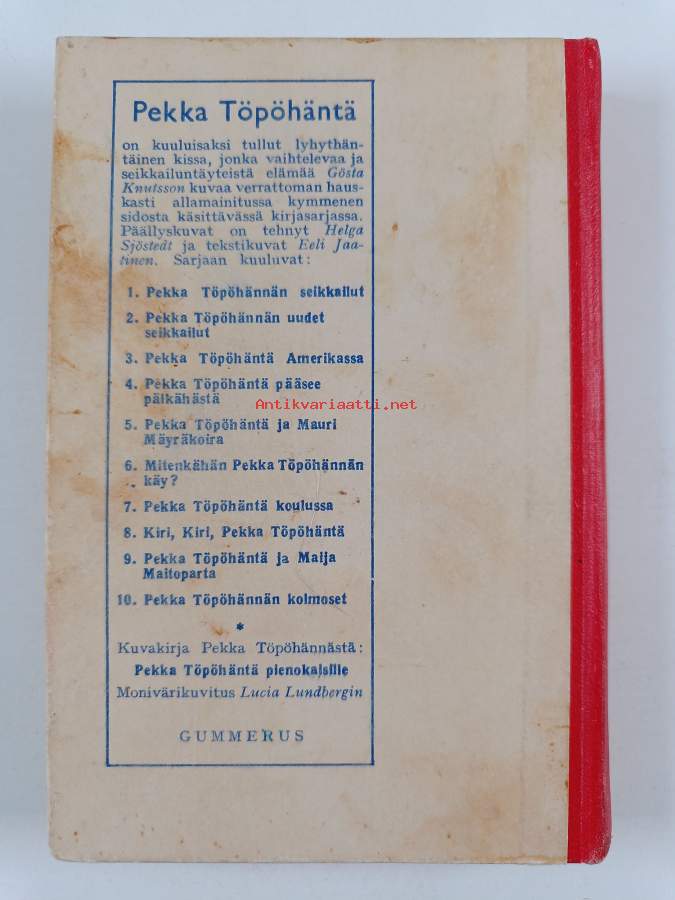 Pekka Töpöhäntä
on kuuluisaksi tullut lyhythän-
täinen kissa, jonka vaihtelevaa ja
seikkailuntäyteistä elämää Gösta
Knutsson kuvaa verrattoman haus-
kasti allamainitussa kymmenen
sidosta käsittävässä kirjasarjassa.
Päällyskuvat on tehnyt Helga
Sjöstedt ja tekstikuvat Eeli Jaa-
tinen. Sarjaan kuuluvat:
1. Pekka Töpöhännän seikkailut
2. Pekka Töpöhännän uudet
seikkailut
3. Pekka Töpöhäntä Amerikassa
4. Pekka Töpöhäntä pääsee
pälkähästä
Antikvariaatti.net
5. Pekka Töpöhäntä ja Mauri
Mäyräkoira
6. Mitenkähän Pekka Töpöhännän
käy?
7. Pekka Töpöhäntä koulussa
8. Kiri, Kiri, Pekka Töpöhäntä
9. Pekka Töpöhäntä ja Maija
Maitoparta
10. Pekka Töpöhännän kolmoset
*
Kuvakirja Pekka Töpöhännästä:
Pekka Töpöhäntä pienokaisille
Monivärikuvitus Lucia Lundbergin
GUMMERUS